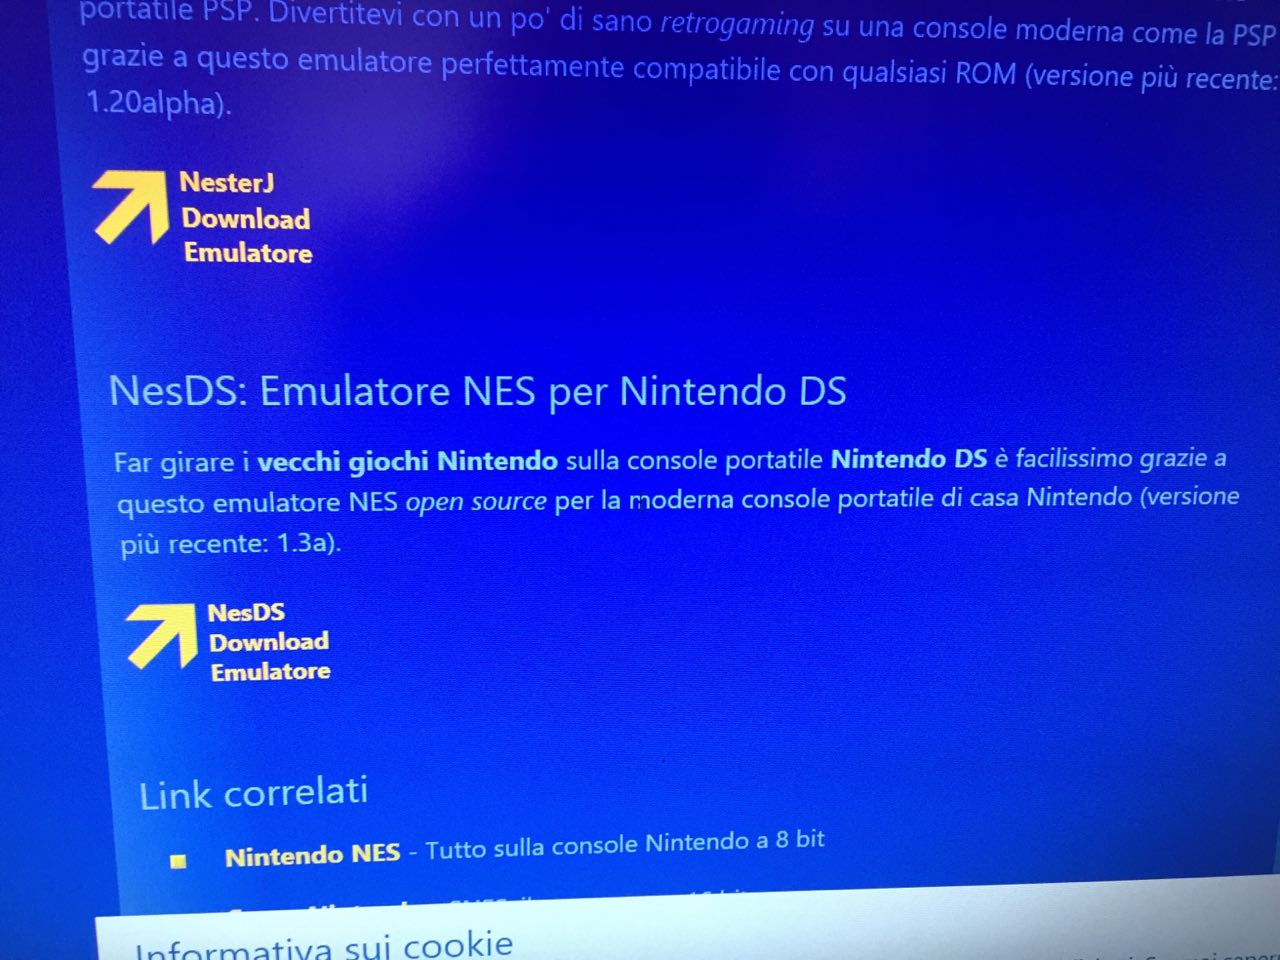 portatile PSP. Divertitevi con un po' di sano retrogaming su una console moderna come la PSP
grazie a questo emulatore perfettamente compatibile con qualsiasi ROM (versione più recente:
1.20alpha).
NesterJ
Download
Emulatore
NesDS: Emulatore NES per Nintendo DS
Far girare i vecchi giochi Nintendo sulla console portatile Nintendo DS è facilissimo grazie a
questo emulatore NES open source per la moderna console portatile di casa Nintendo (versione
più recente: 1.3a).
NesDS
Download
Emulatore
Link correlati
Nintendo NES - Tutto sulla console Nintendo a 8 bit
Informativa sui cookie